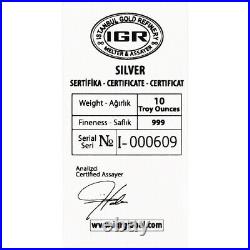 ISTANBUL GOLD REFINERY
IGR
MELTER & ASSAYER
SILVER
SERTİFİKA - CERTIFICATE - CERTIFICAT
Weight - Ağırlık
10
Troy Ounces
Fineness - Saflık
999
Serial
Seri
№ I-000609
Analizci
Certified Assayer